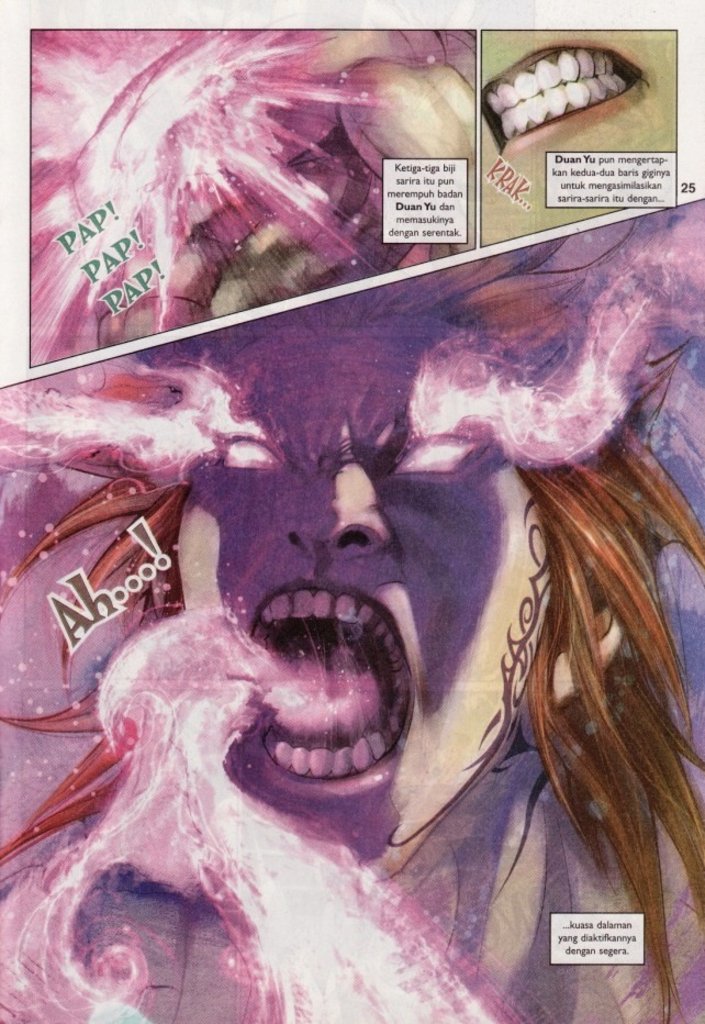 PAP!
PAP!
PAP!
Ketiga-tiga biji
sarira itu pun
merempuh badan
Duan Yu dan
memasukinya
dengan serentak.
KRAK...
Duan Yu pun mengertap-
kan kedua-dua baris giginya
untuk mengasimilasikan
sarira-sarira itu dengan...
25
Ah....!
...kuasa dalaman
yang diaktifkannya
dengan segera.